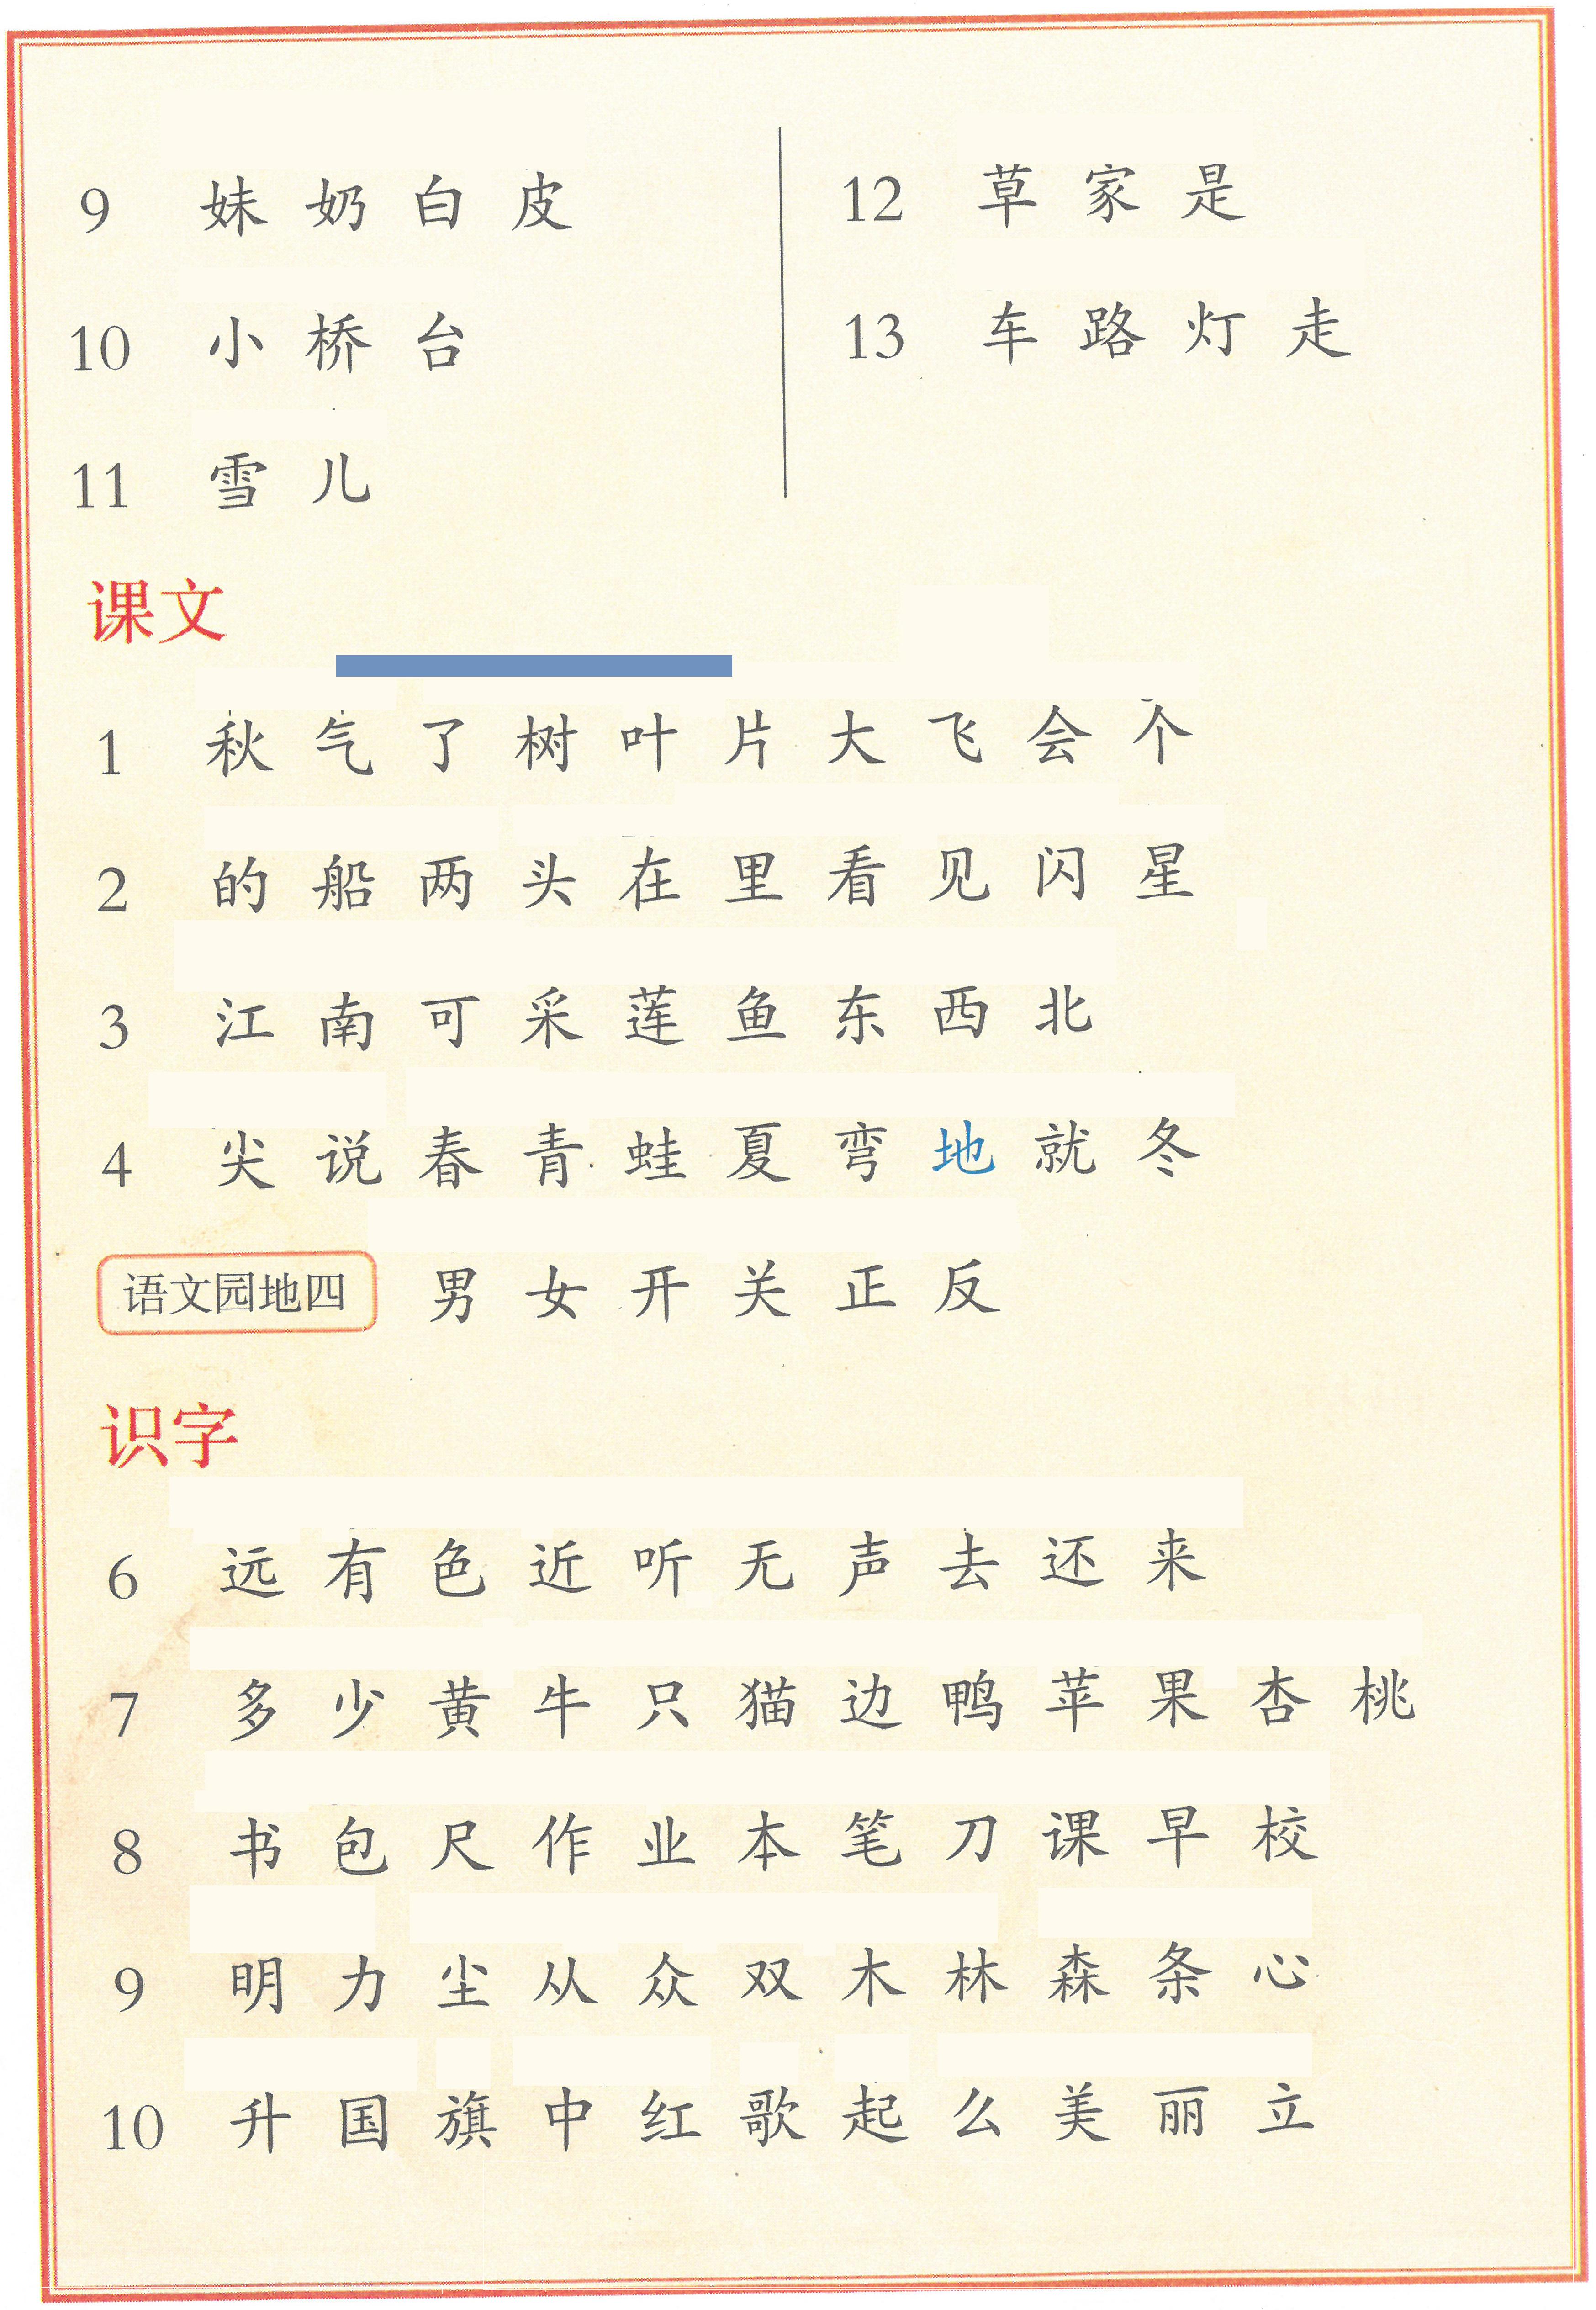 9 妹 奶 白 皮
10 小 桥 台
11 雪 儿
12 草 家 是
13 车 路 灯 走
课文
1 秋 气 了 树 叶 片 大 飞 会 个
2 的 船 两 头 在 里 看 见 闪 星
3 江 南 可 采 莲 鱼 东 西 北
4 尖 说 春 青 蛙 夏 弯 地 就 冬
语文园地四 男 女 开 关 正 反
识字
6 远 有 色 近 听 无 声 去 还 来
7 多 少 黄 牛 只 猫 边 鸭 苹 果 杏 桃
8 书 包 尺 作 业 本 笔 刀 课 早 校
9 明 力 尘 从 众 双 木 林 森 条 心
10 升 国 旗 中 红 歌 起 么 美 丽 立